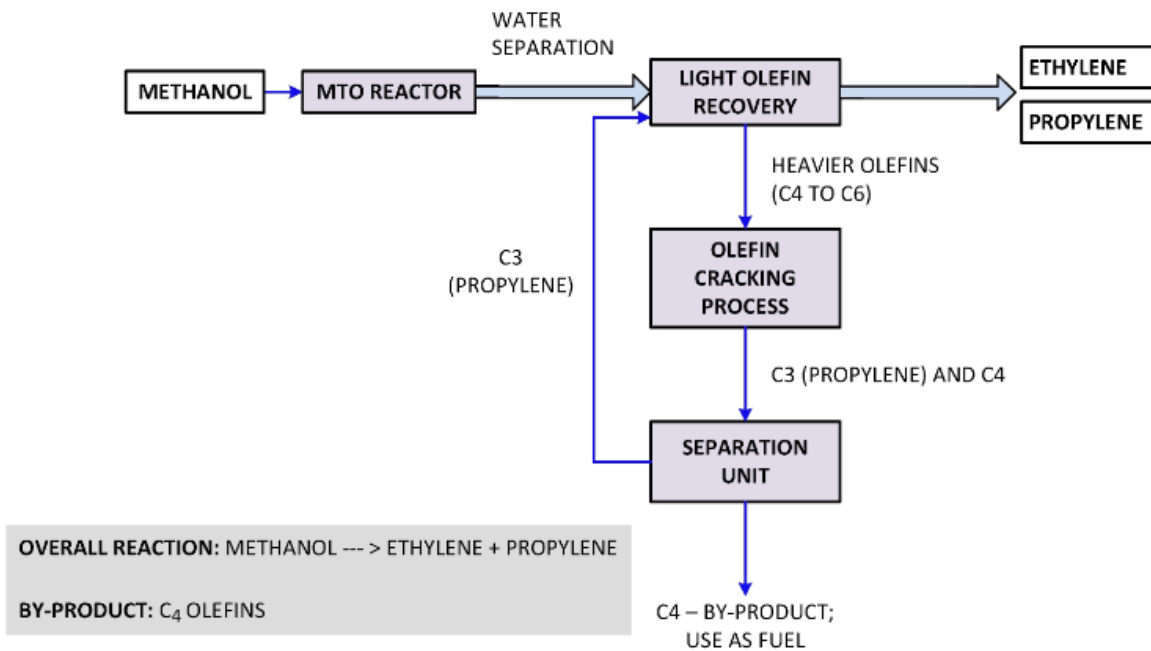 WATER
SEPARATION
METHANOL
MTO REACTOR
LIGHT OLEFIN
RECOVERY
ETHYLENE
PROPYLENE
HEAVIER OLEFINS
(C4 TO C6)
C3
(PROPYLENE)
OLEFIN
CRACKING
PROCESS
C3 (PROPYLENE) AND C4
SEPARATION
UNIT
OVERALL REACTION: METHANOL --- > ETHYLENE + PROPYLENE
BY-PRODUCT: C4 OLEFINS
C4 – BY-PRODUCT;
USE AS FUEL